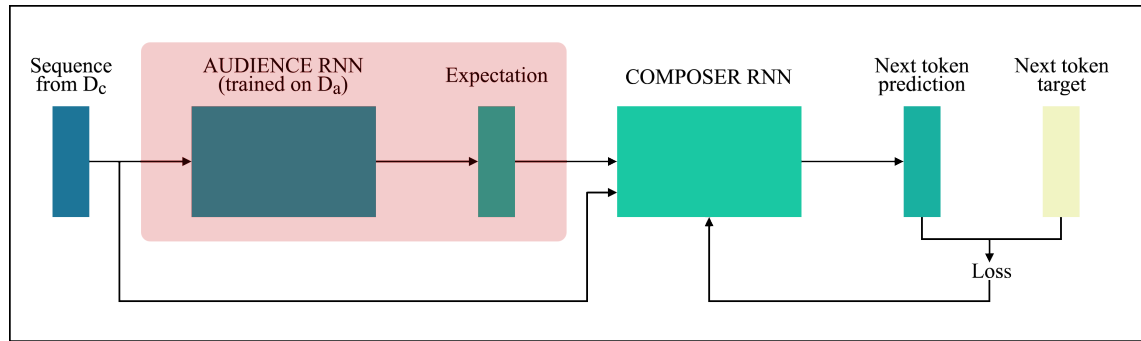 Sequence
from Dc
AUDIENCE RNN
(trained on Da)
Expectation
COMPOSER RNN
Next token
prediction
Next token
target
Loss